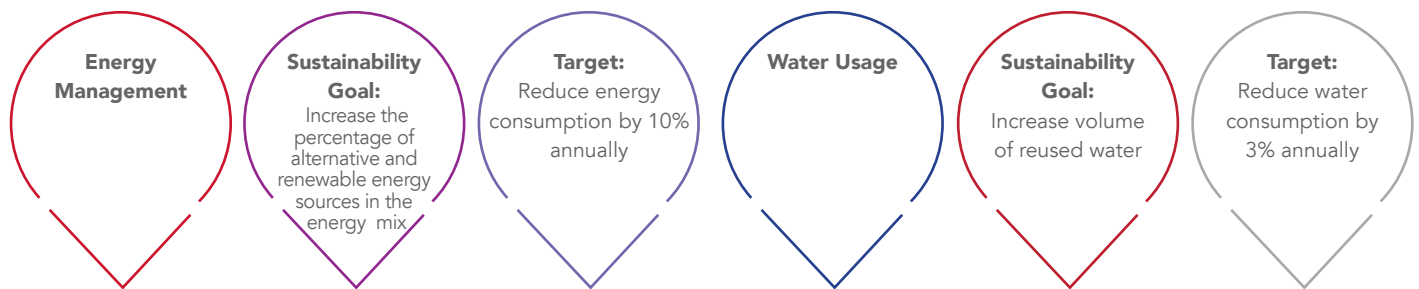 Energy
Management
Sustainability
Goal:
Increase the
percentage of
alternative and
renewable energy
sources in the
energy mix
Target:
Reduce energy
consumption by 10%
annually
Water Usage
Sustainability
Goal:
Increase volume
of reused water
Target:
Reduce water
consumption by
3% annually